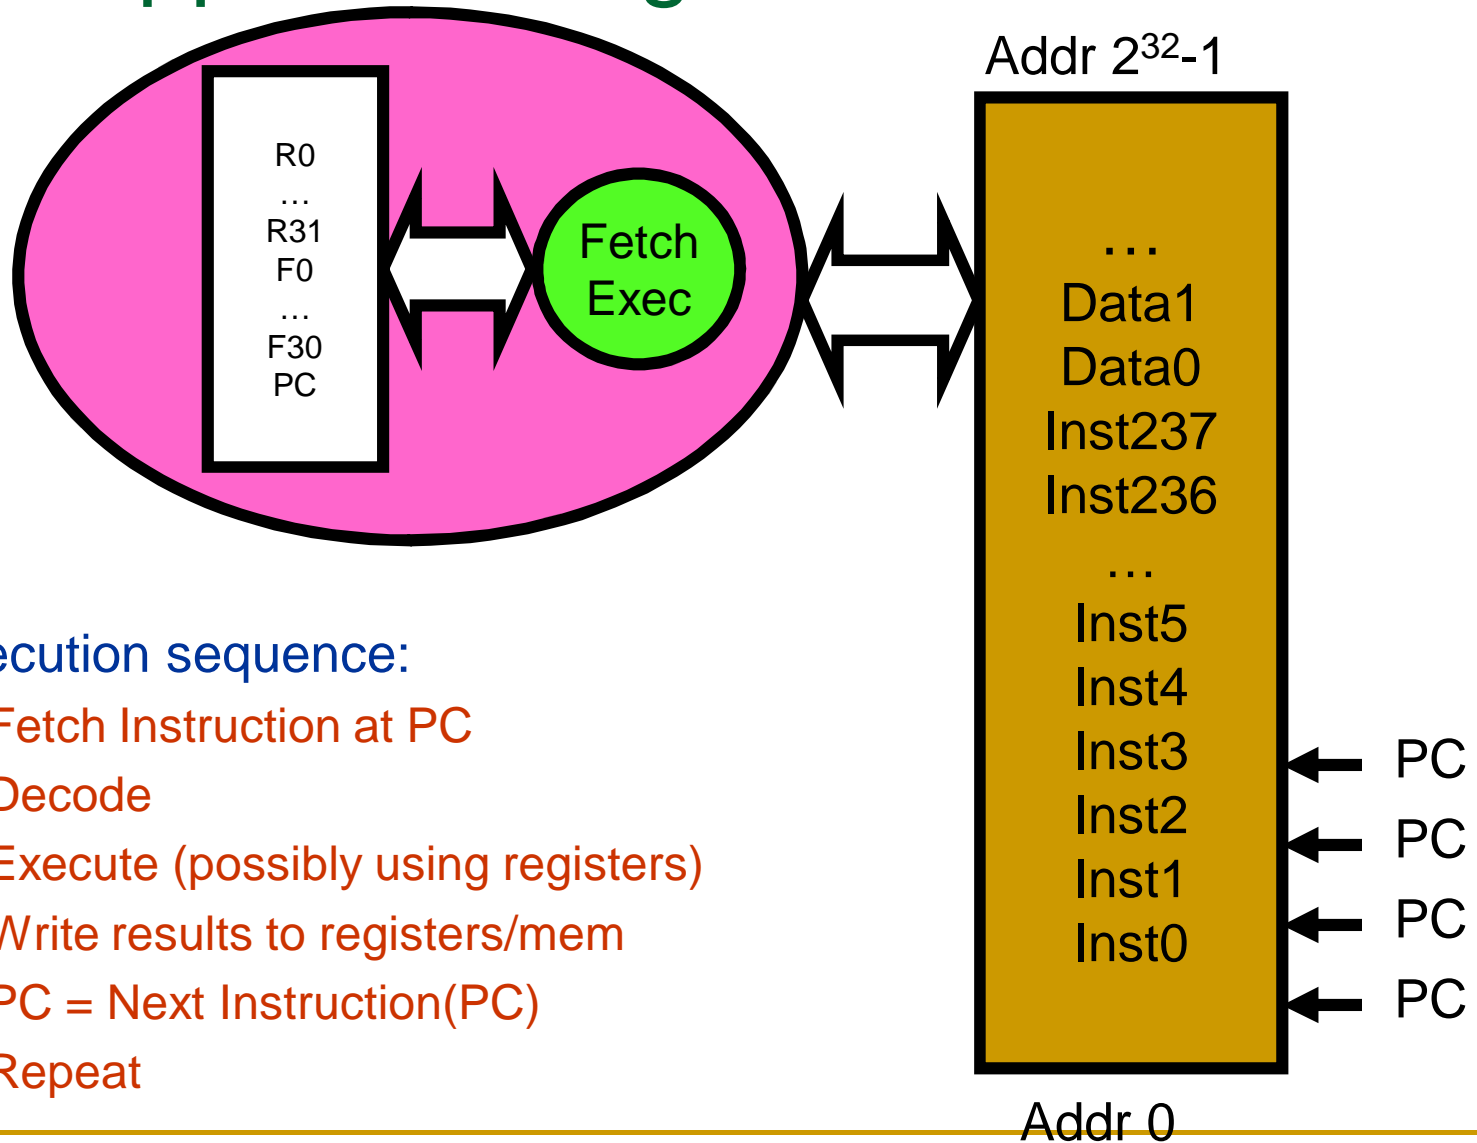 Addr 2³²-1
R0
…
R31
F0
…
F30
PC
Fetch
Exec
…
Data1
Data0
Inst237
Inst236
…
Inst5
Inst4
Inst3
Inst2
Inst1
Inst0
PC
PC
PC
PC
Addr 0
ecution sequence:
Fetch Instruction at PC
Decode
Execute (possibly using registers)
Write results to registers/mem
PC = Next Instruction(PC)
Repeat